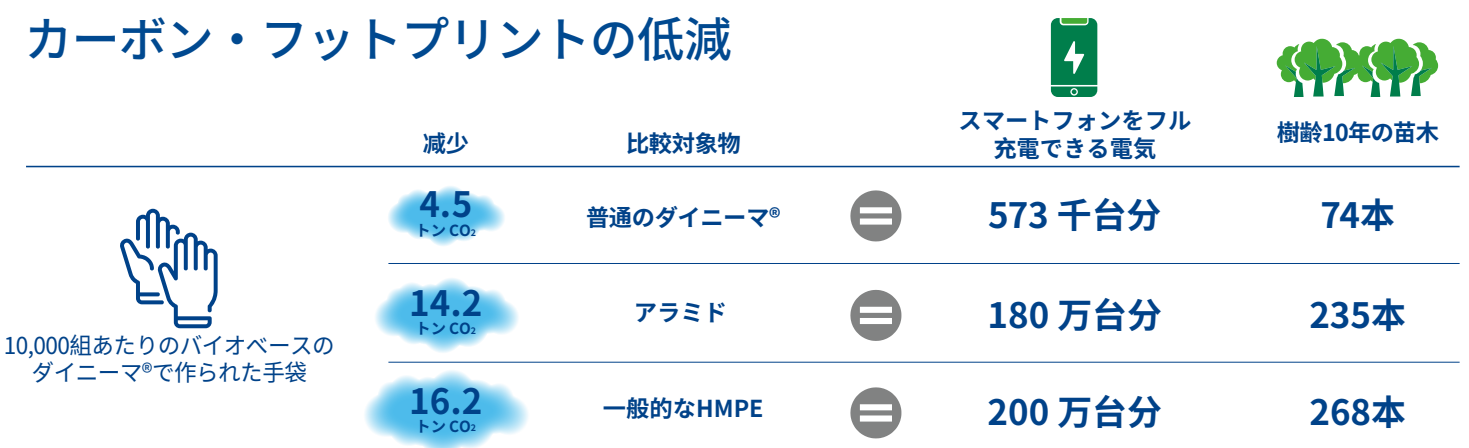 カーボン・フットプリントの低減
減少
比較対象物
スマートフォンをフル
充電できる電気
樹齢10年の苗木
4.5
トン CO₂
普通のダイニーマ®
573 千台分
74本
14.2
トン CO₂
アラミド
180 万台分
235本
10,000組あたりのバイオベースの
ダイニーマ®で作られた手袋
16.2
トン CO₂
一般的なHMPE
200 万台分
268本